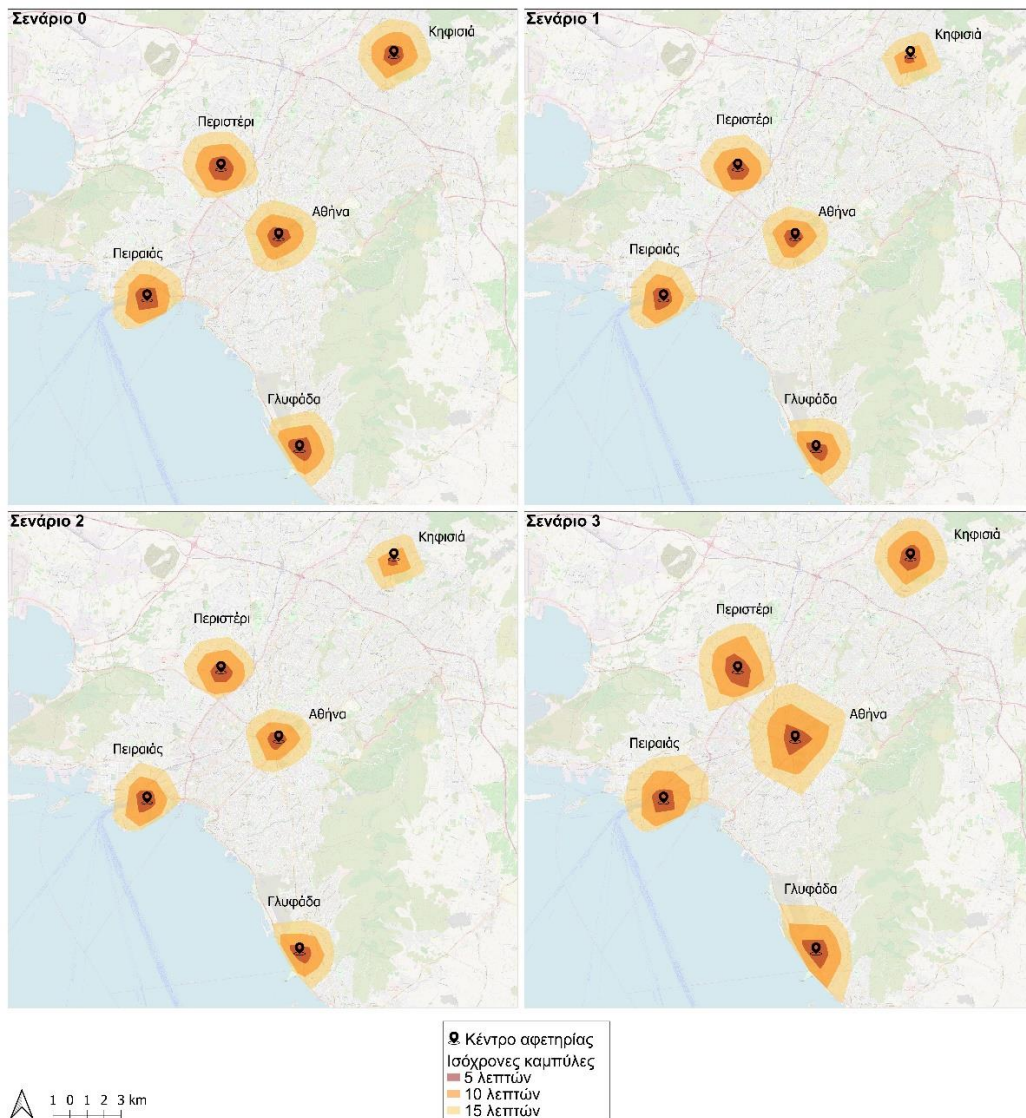 Σενάριο 0
Κηφισιά
Περιστέρι
Αθήνα
Πειραιάς
Γλυφάδα
Σενάριο 1
Κηφισιά
Περιστέρι
Αθήνα
Πειραιάς
Γλυφάδα
Σενάριο 2
Κηφισιά
Περιστέρι
Αθήνα
Πειραιάς
Γλυφάδα
Σενάριο 3
Κηφισιά
Περιστέρι
Αθήνα
Πειραιάς
Γλυφάδα
Κέντρο αφετηρίας
Ισόχρονες καμπύλες
5 λεπτών
10 λεπτών
15 λεπτών
1 0 1 2 3 km